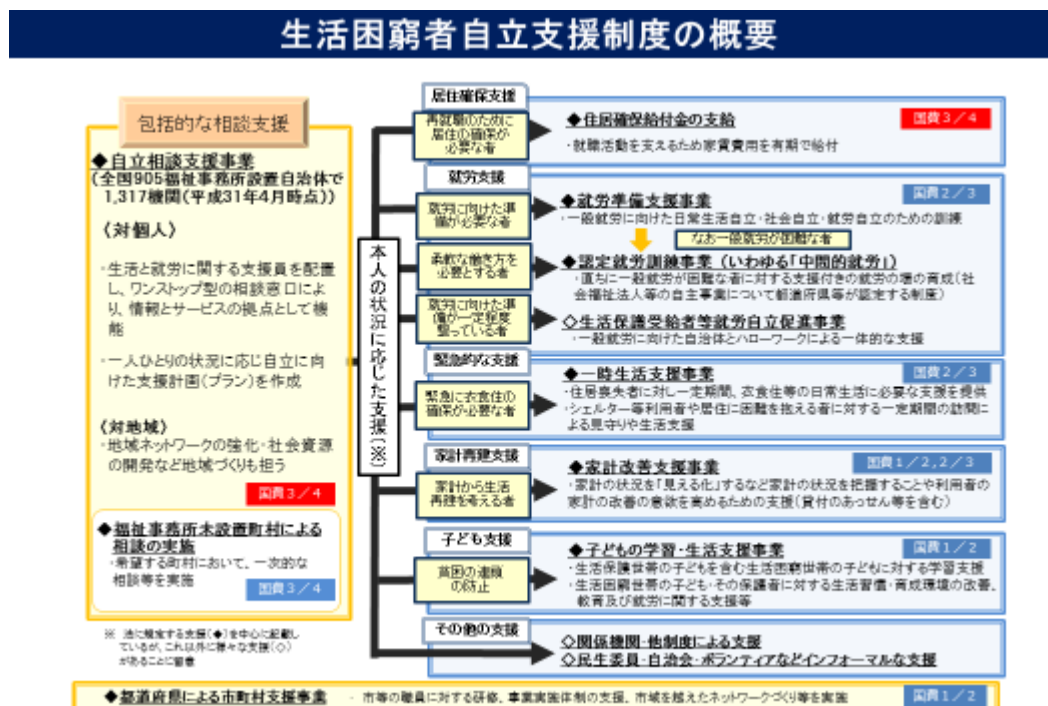 生活困窮者自立支援制度の概要
包括的な相談支援
◆自立相談支援事業
(全国905福祉事務所設置自治体で
1,317機関(平成31年4月時点))
〈対個人〉
・生活と就労に関する支援員を配置
し、ワンストップ型の相談窓口によ
り、情報とサービスの拠点として機
能
・一人ひとりの状況に応じ自立に向
けた支援計画(プラン)を作成
〈対地域〉
・地域ネットワークの強化・社会資源
の開発など地域づくりも担う
国費3/4
◆福祉事務所未設置町村による
相談の実施
・希望する町村において、一次的な
相談等を実施
国費3/4
※ 法に規定する支援(◆)を中心に記載し
ているが、これ以外に様々な支援(◇)
があることに留意
本人の状況に応じた支援(※)
居住確保支援
再就職のために
居住の確保が
必要な者
◆住居確保給付金の支給
国費3/4
・就職活動を支えるため家賃費用を有期で給付
就労支援
就労に向けた準
備が必要な者
◆就労準備支援事業
国費2/3
・一般就労に向けた日常生活自立・社会自立・就労自立のための訓練
なお一般就労が困難な者
柔軟な働き方を
必要とする者
◆認定就労訓練事業(いわゆる「中間的就労」)
・直ちに一般就労が困難な者に対する支援付きの就労の場の育成(社
会福祉法人等の自主事業について都道府県等が認定する制度)
就労に向けた準
備が一定程度
整っている者
◇生活保護受給者等就労自立促進事業
・一般就労に向けた自治体とハローワークによる一体的な支援
緊急的な支援
緊急に衣食住の
確保が必要な者
◆一時生活支援事業
国費2/3
・住居喪失者に対し一定期間、衣食住等の日常生活に必要な支援を提供
・シェルター等利用者や居住に困難を抱える者に対する一定期間の訪問に
よる見守りや生活支援
家計再建支援
家計から生活
再建を考える者
◆家計改善支援事業
国費1/2,2/3
・家計の状況を「見える化」するなど家計の状況を把握することや利用者の
家計の改善の意欲を高めるための支援(貸付のあっせん等を含む)
子ども支援
貧困の連鎖
の防止
◆子どもの学習・生活支援事業
国費1/2
・生活保護世帯の子どもを含む生活困窮世帯の子どもに対する学習支援
・生活困窮世帯の子ども・その保護者に対する生活習慣・育成環境の改善、
教育及び就労に関する支援等
その他の支援
◇関係機関・他制度による支援
◇民生委員・自治会・ボランティアなどインフォーマルな支援
◆都道府県による市町村支援事業
・ 市等の職員に対する研修、事業実施体制の支援、市域を越えたネットワークづくり等を実施
国費1/2